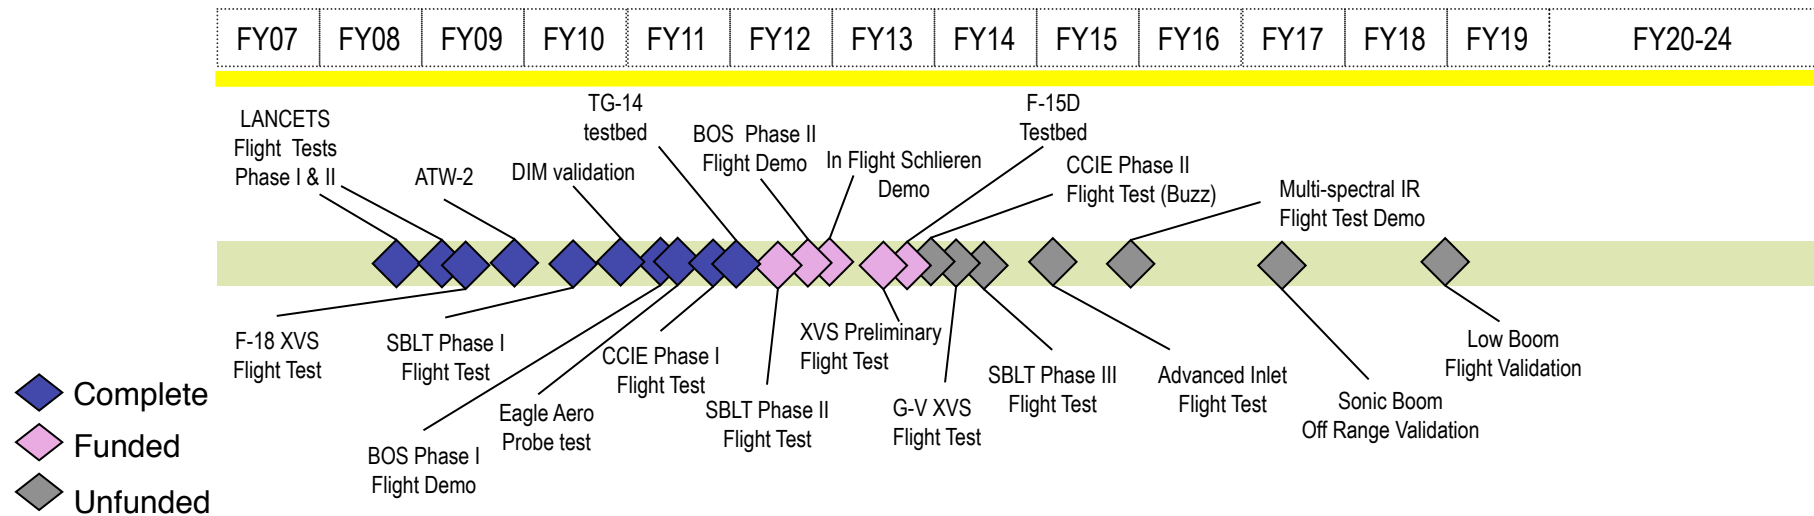 FY07 FY08 FY09 FY10 FY11 FY12 FY13 FY14 FY15 FY16 FY17 FY18 FY19 FY20-24
LANCETS
Flight Tests
Phase I & II
ATW-2
DIM validation
TG-14
testbed
BOS Phase II
Flight Demo
In Flight Schlieren
Demo
F-15D
Testbed
CCIE Phase II
Flight Test (Buzz)
Multi-spectral IR
Flight Test Demo
F-18 XVS
Flight Test
SBLT Phase I
Flight Test
BOS Phase I
Flight Demo
Eagle Aero
Probe test
CCIE Phase I
Flight Test
SBLT Phase II
Flight Test
XVS Preliminary
Flight Test
G-V XVS
Flight Test
SBLT Phase III
Flight Test
Advanced Inlet
Flight Test
Sonic Boom
Off Range Validation
Low Boom
Flight Validation
Complete
Funded
Unfunded